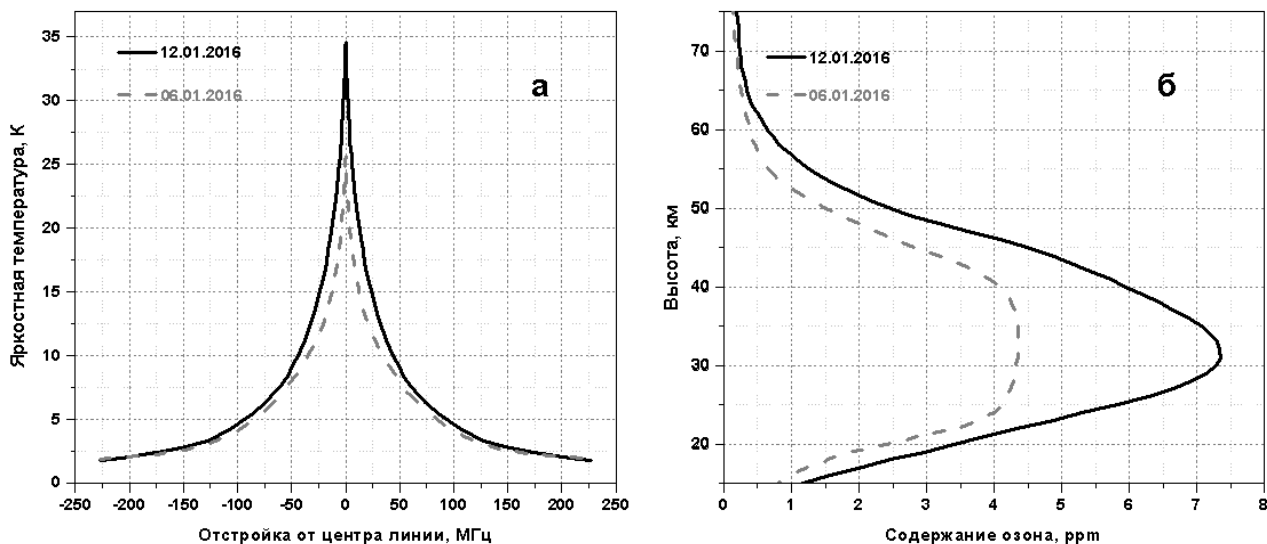 Яркостная температура, К
35
30
25
20
15
10
5
0
12.01.2016
06.01.2016
а
-250 -200 -150 -100 -50 0 50 100 150 200 250
Отстройка от центра линии, МГц
Высота, км
70
60
50
40
30
20
12.01.2016
06.01.2016
б
0 1 2 3 4 5 6 7 8
Содержание озона, ppm